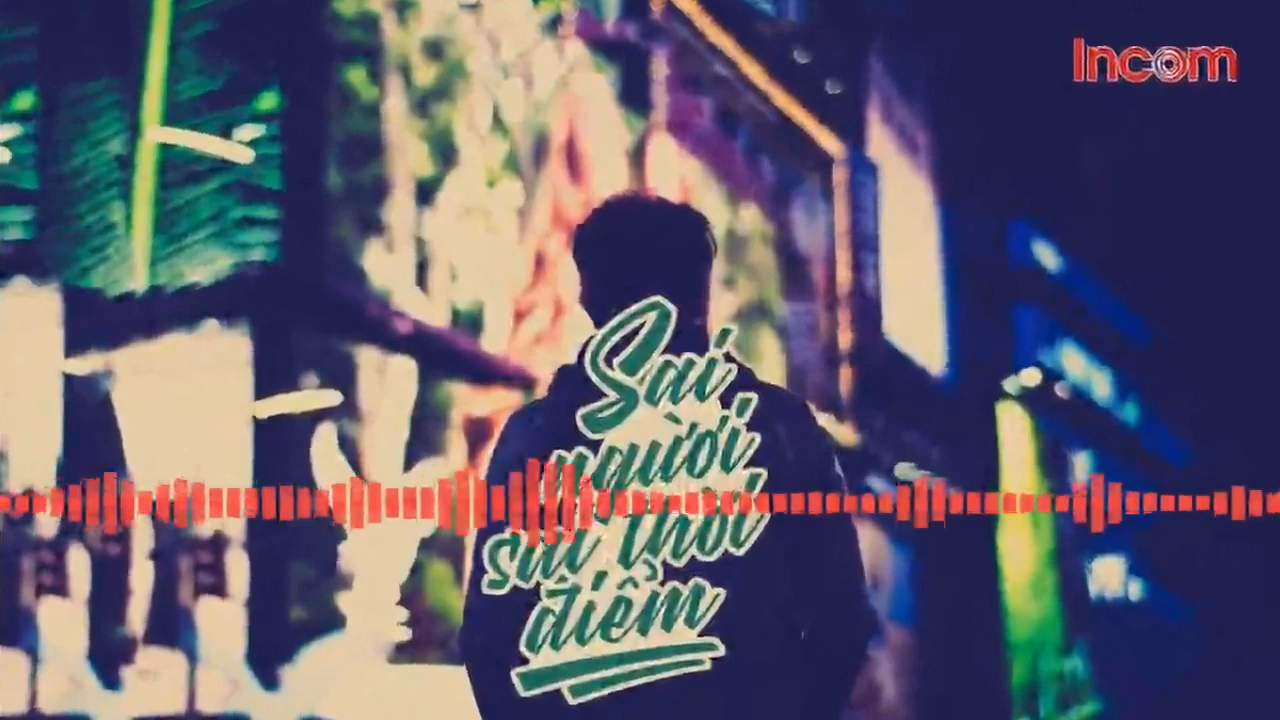 Incom
Sai
người
sai thời
điểm